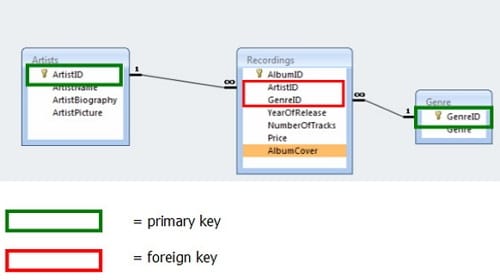 Artists
ArtistID
ArtistName
ArtistBiography
ArtistPicture
1
∞
Recordings
AlbumID
ArtistID
GenreID
YearOfRelease
NumberOfTracks
Price
AlbumCover
∞
1
Genre
GenreID
Genre
= primary key
= foreign key